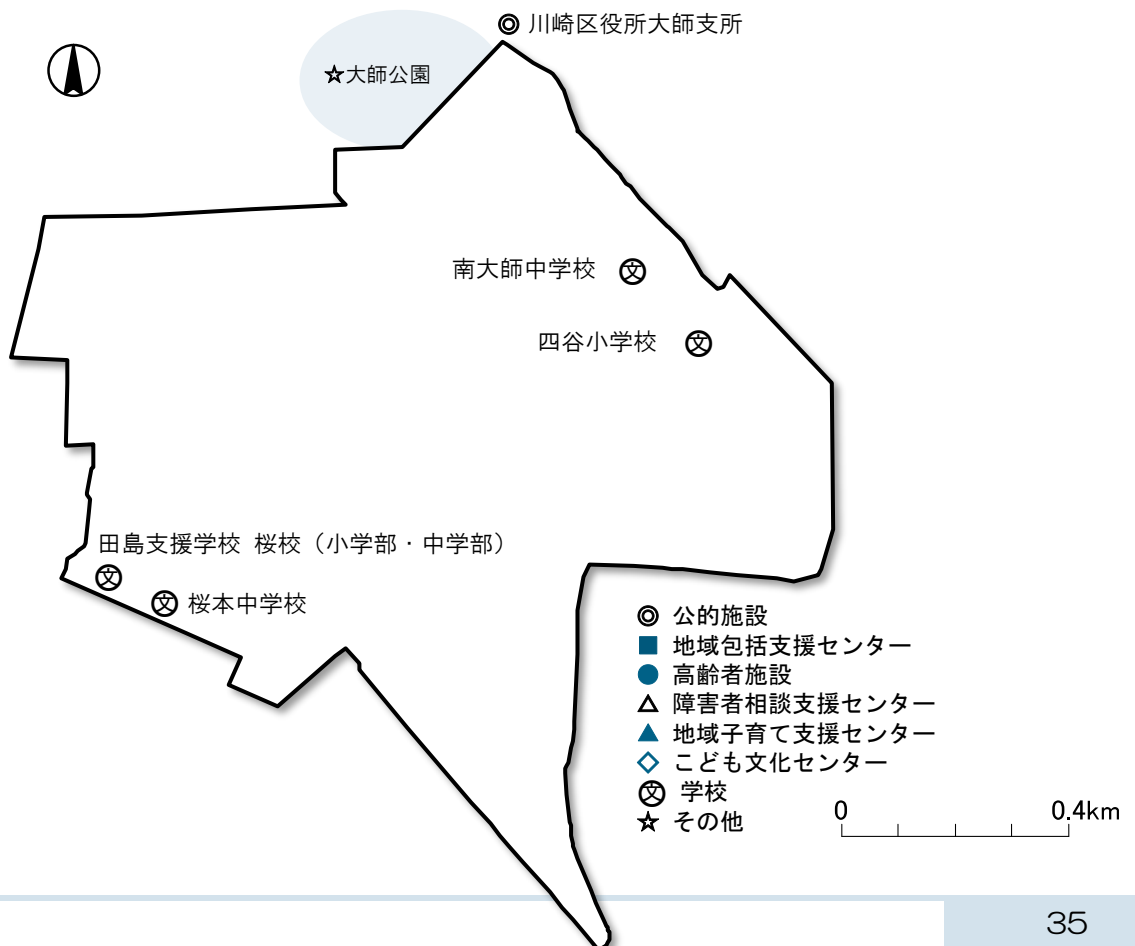 川崎区役所大師支所
大師公園
南大師中学校
文
四谷小学校
文
田島支援学校 桜校（小学部・中学部）
文
文
桜本中学校
公的施設
地域包括支援センター
高齢者施設
障害者相談支援センター
地域子育て支援センター
こども文化センター
文 学校
その他
0 0.4km
35